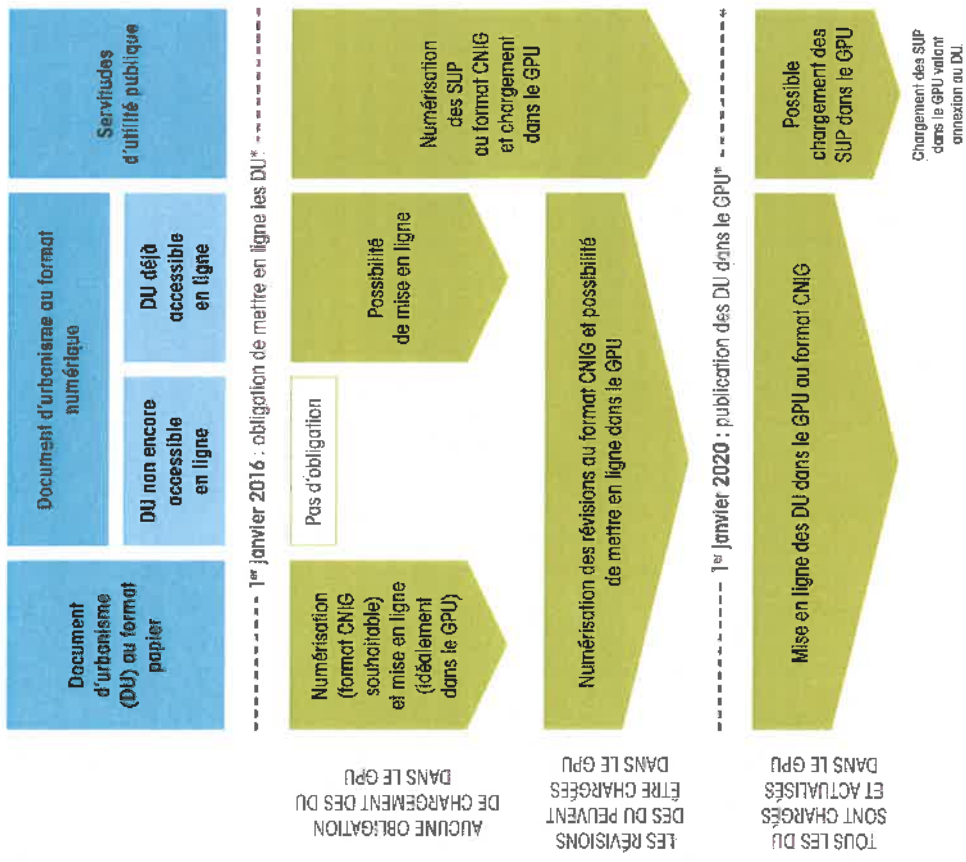 Document
d'urbanisme
(DU) au format
papier
Document d'urbanisme au format
numérique
DU non encore
accessible
en ligne
DU déjà
accessible
en ligne
Servitudes
d'utilité publique
1er janvier 2016 : obligation de mettre en ligne les DU*
AUCUNE OBLIGATION
DE CHARGEMENT DES DU
DANS LE GPU
Numérisation
(format CNIG
souhaitable)
et mise en ligne
(idéalement
dans le GPU)
Pas d'obligation
Possibilité
de mise en ligne
Numérisation
des SUP
au format CNIG
et chargement
dans le GPU
LES RÉVISIONS
DES DU PEUVENT
ÊTRE CHARGÉES
DANS LE GPU
Numérisation des révisions au format CNIG et possibilité
de mettre en ligne dans le GPU
1er janvier 2020 : publication des DU dans le GPU*
TOUS LES DU
SONT CHARGÉS
ET ACTUALISÉS
DANS LE GPU
Mise en ligne des DU dans le GPU au format CNIG
Possible
chargement des
SUP dans le GPU
Chargement des SUP
dans le GPU valant
annexion au DU.